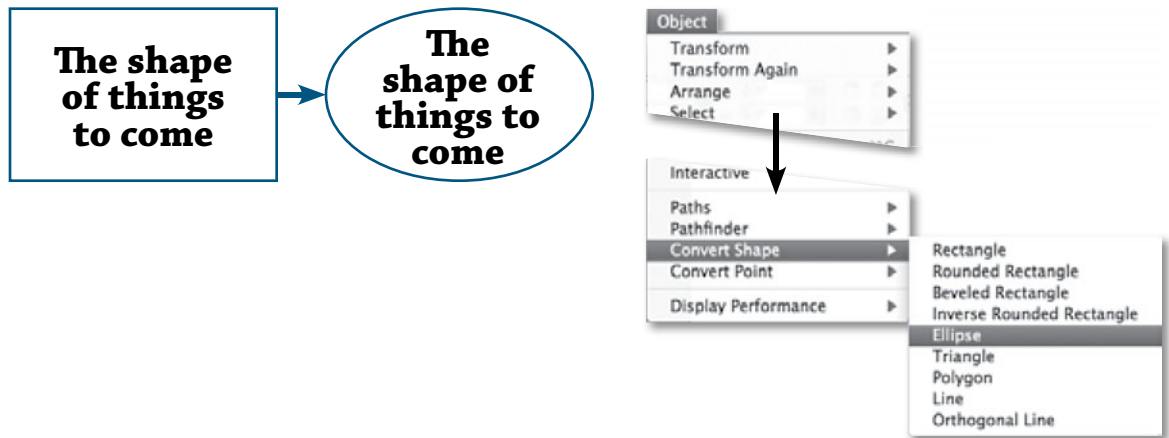 The shape
of things
to come
The
shape of
things to
come
Object
Transform
Transform Again
Arrange
Select
Interactive
Paths
Pathfinder
Convert Shape
Convert Point
Display Performance
Rectangle
Rounded Rectangle
Beveled Rectangle
Inverse Rounded Rectangle
Ellipse
Triangle
Polygon
Line
Orthogonal Line